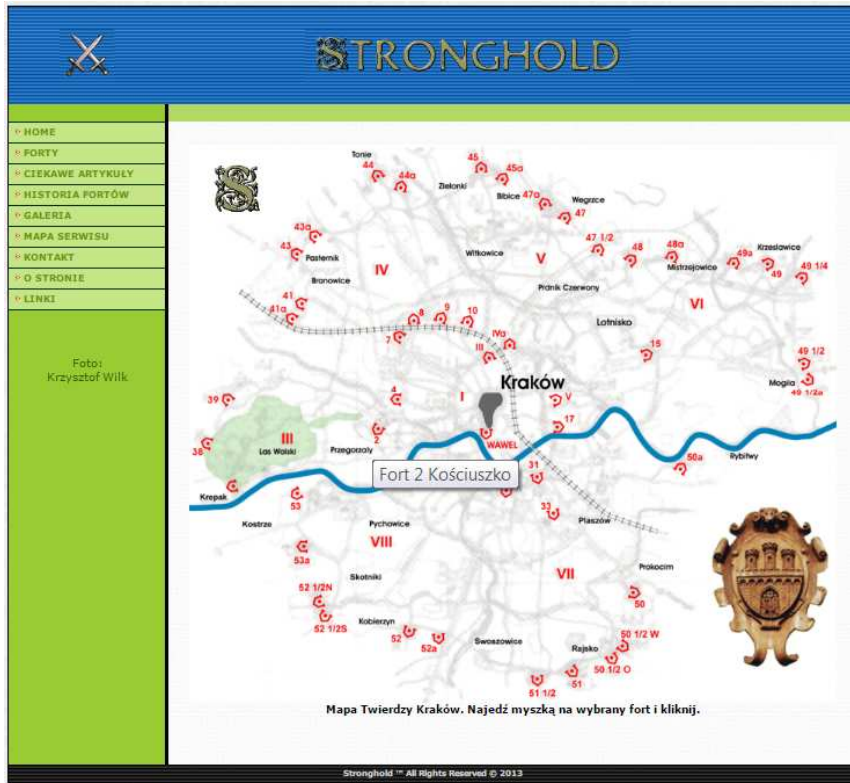 STRONGHOLD
HOME
FORTY
CIEKAWE ARTYKUŁY
HISTORIA FORTÓW
GALERIA
MAPA SERWISU
KONTAKT
O STRONIE
LINKI
Foto:
Krzysztof Wilk
S
Tonie
44
44a
Zielonki
45
45a
Bibice
47a
Węgrzce
47
43a
43
Pasternik
IV
Witkowice
V
47 1/2
48
48a
Mistrzejowice
49a
Krzesławice
49
49 1/4
Bronowice
Prdnik Czerwony
VI
41
41a
8
9
10
7
III
IVa
Lotnisko
15
49 1/2
Mogiła
49 1/2a
Kraków
39
4
I
V
17
III
2
WAWEL
38
Las Wolski
Przegorzały
50a
Rybitwy
Fort 2 Kościuszko
31
Krępak
53
33
Kostrze
Pychowice
Płaszów
VIII
53a
VII
Skotniki
Prokocim
52 1/2N
50
52 1/2S
Kobierzyn
52
52a
Swoszowice
Rajsko
50 1/2 W
50 1/2 O
51
51 1/2
Mapa Twierdzy Kraków. Najedź myszką na wybrany fort i kliknij.
Stronghold ™ All Rights Reserved © 2013